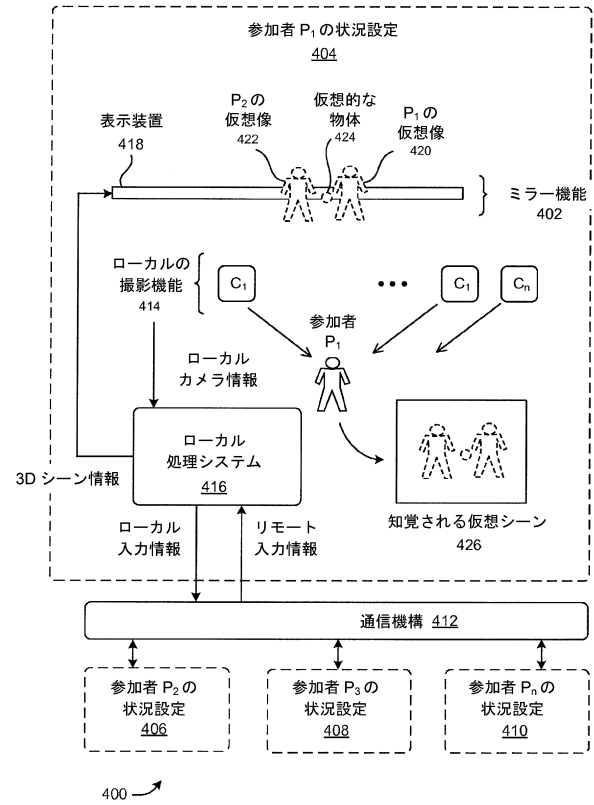 参加者 P1 の状況設定
404
P2 の
仮想像
422
仮想的な
物体
424
P1 の
仮想像
420
表示装置
418
ミラー機能
402
ローカルの
撮影機能
414
C1
•••
C1
Cn
参加者
P1
ローカル
カメラ情報
ローカル
処理システム
416
3D シーン情報
知覚される仮想シーン
426
ローカル
入力情報
リモート
入力情報
通信機構 412
参加者 P2 の
状況設定
406
参加者 P3 の
状況設定
408
参加者 Pn の
状況設定
410
400